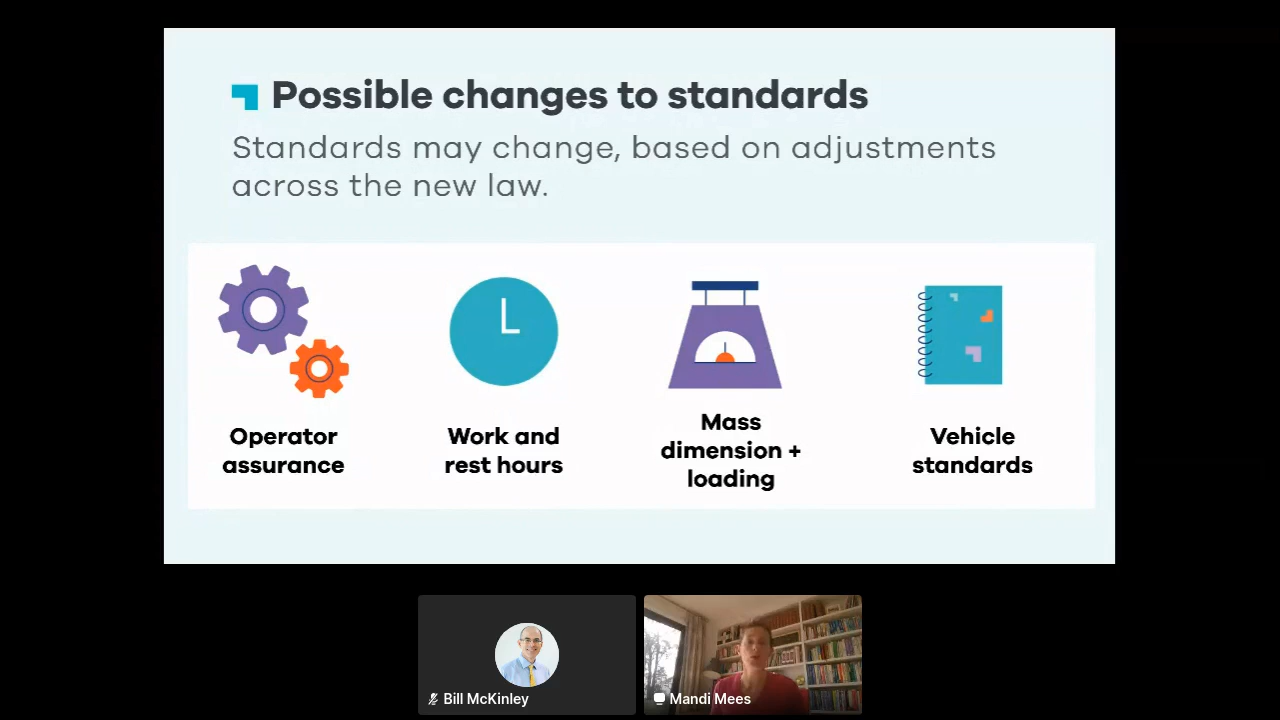 Possible changes to standards
Standards may change, based on adjustments
across the new law.
Operator
assurance
Work and
rest hours
Mass
dimension +
loading
Vehicle
standards
Bill McKinley
Mandi Mees